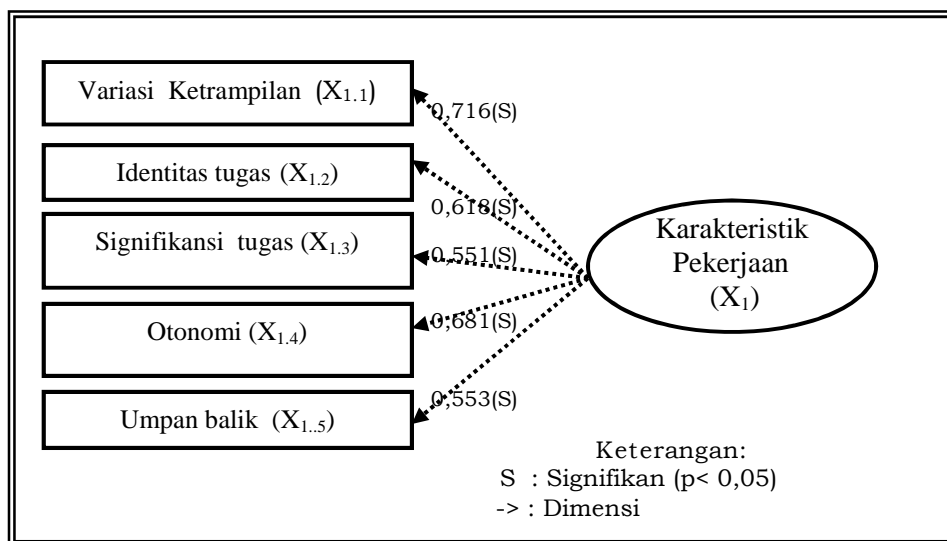 Variasi Ketrampilan (X1.1)
0,716(S)
Identitas tugas (X1.2)
0,618(S)
Signifikansi tugas (X1.3)
0,551(S)
Otonomi (X1.4)
0,681(S)
Umpan balik (X1..5)
0,553(S)
Karakteristik
Pekerjaan
(X1)
Keterangan:
S : Signifikan (p< 0,05)
-> : Dimensi